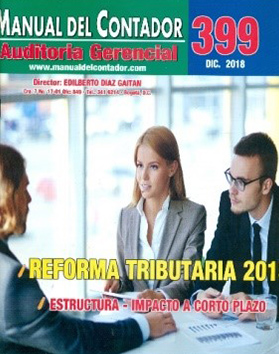 MANUAL DEL CONTADOR
Auditoría Gerencial
www.manualdelcontador.com
399
DIC. 2018
Director: EDILBERTO DIAZ GAITAN
REFORMA TRIBUTARIA 201
ESTRUCTURA - IMPACTO A CORTO PLAZO